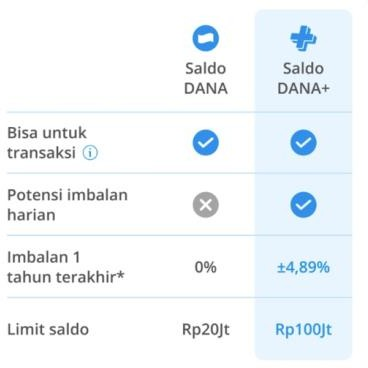 Saldo
DANA
Saldo
DANA+
Bisa untuk
transaksi
Potensi imbalan
harian
Imbalan 1
tahun terakhir*
0%
±4,89%
Limit saldo
Rp20Jt
Rp100Jt